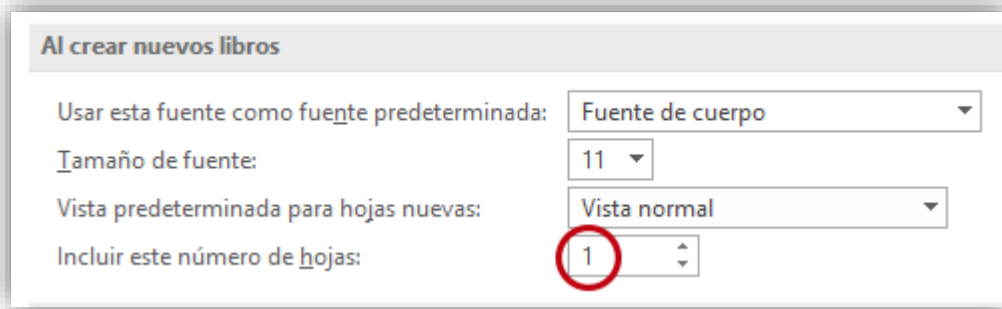 Al crear nuevos libros
Usar esta fuente como fuente predeterminada: Fuente de cuerpo
Tamaño de fuente: 11
Vista predeterminada para hojas nuevas: Vista normal
Incluir este número de hojas: 1